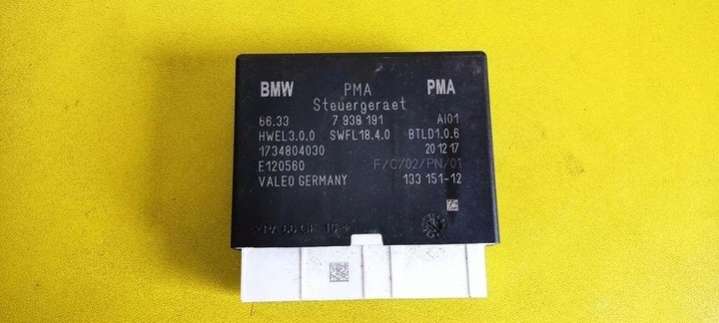 BMW PMA PMA
Steuergeraet
66.33 7 938 191 AI01
HWEL3.0.0 SWFL18.4.0 BTLD1.0.6
1734804030 20 12 17
E120560 F/C/02/PN/01
VALEO GERMANY 133 151-12